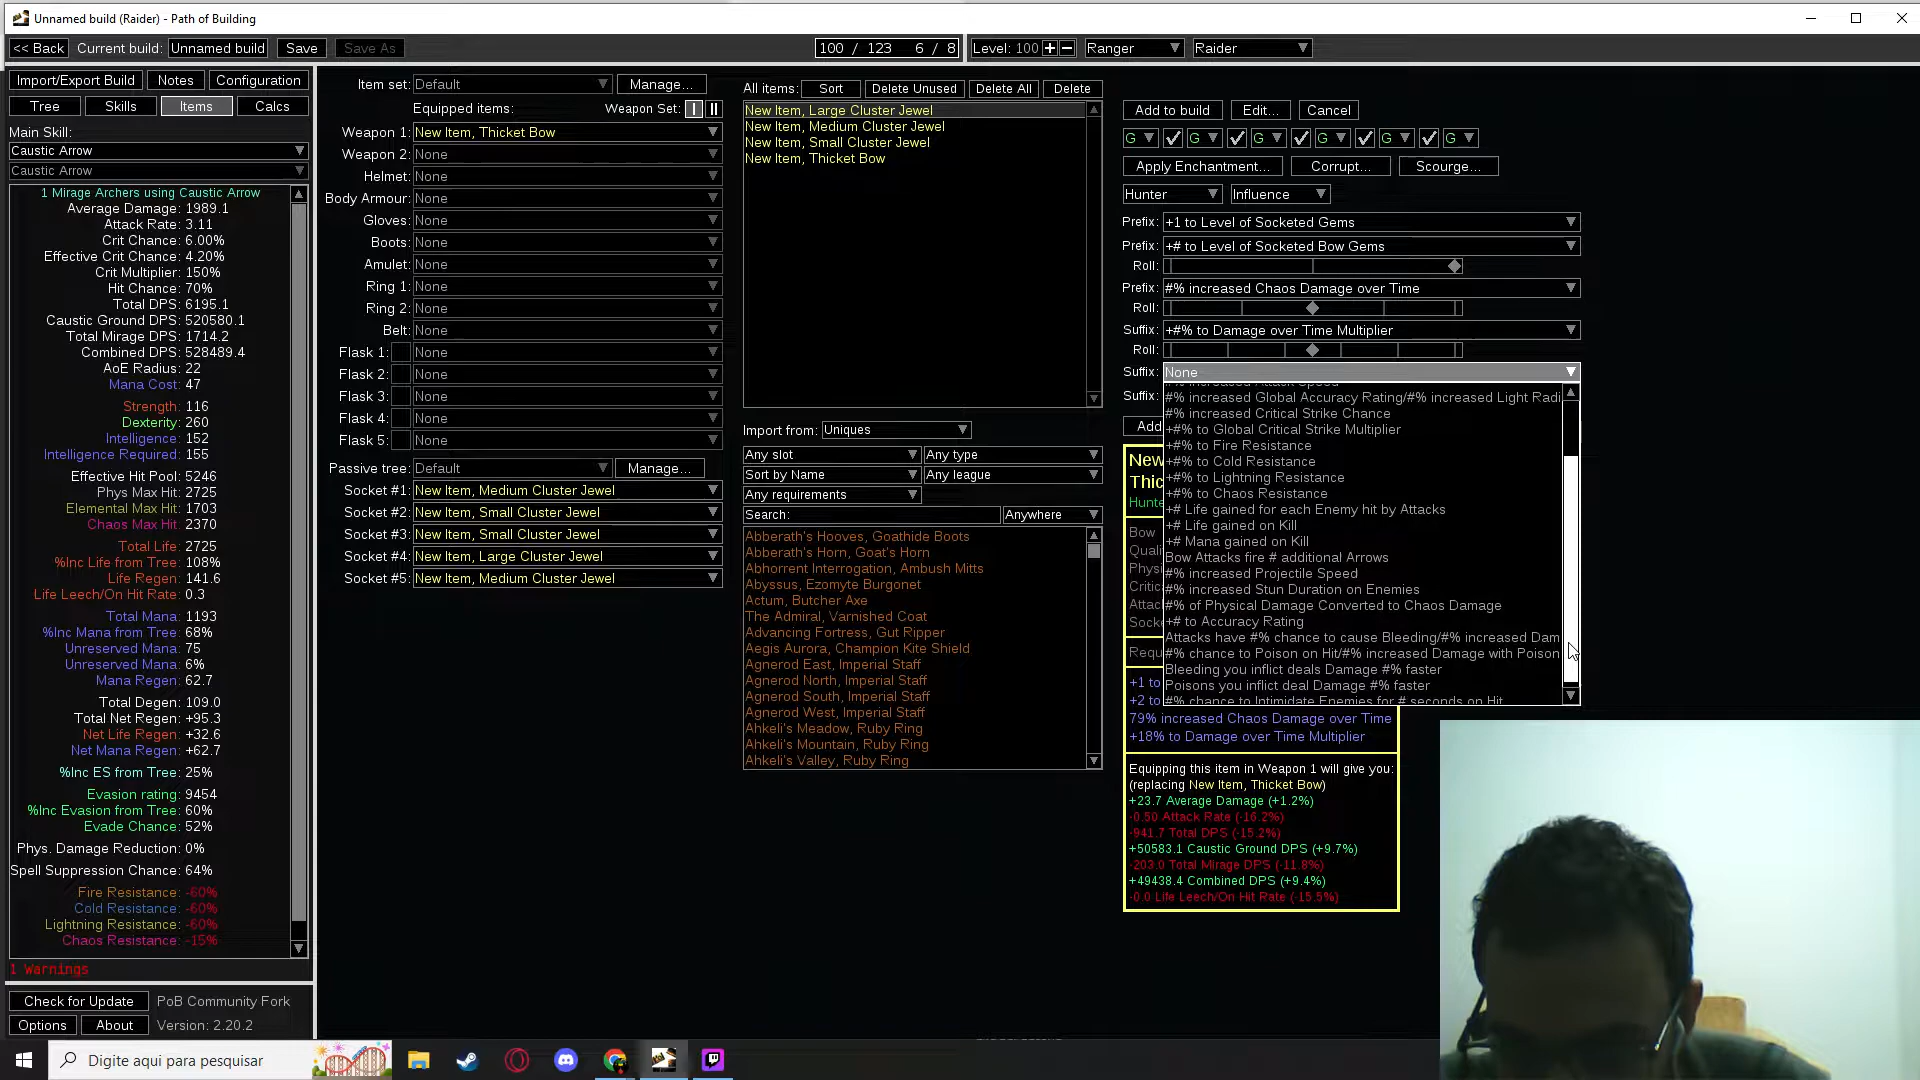 Unnamed build (Raider) - Path of Building
<< Back
Current build:
Unnamed build
Save
Save As
100 / 123 6 / 8
Level: 100
Ranger
Raider
Import/Export Build
Notes
Configuration
Tree
Skills
Items
Calcs
Main Skill:
Caustic Arrow
Caustic Arrow
1 Mirage Archers using Caustic Arrow
Average Damage: 1989.1
Attack Rate: 3.11
Crit Chance: 6.00%
Effective Crit Chance: 4.20%
Crit Multiplier: 150%
Hit Chance: 70%
Total DPS: 6195.1
Caustic Ground DPS: 520580.1
Total Mirage DPS: 1714.2
Combined DPS: 528489.4
AoE Radius: 22
Mana Cost: 47
Strength: 116
Dexterity: 260
Intelligence: 152
Intelligence Required: 155
Effective Hit Pool: 5246
Phys Max Hit: 2725
Elemental Max Hit: 1703
Chaos Max Hit: 2370
Total Life: 2725
%Inc Life from Tree: 108%
Life Regen: 141.6
Life Leech/On Hit Rate: 0.3
Total Mana: 1193
%Inc Mana from Tree: 68%
Unreserved Mana: 75
Unreserved Mana: 6%
Mana Regen: 62.7
Total Degen: 109.0
Total Net Regen: +95.3
Net Life Regen: +32.6
Net Mana Regen: +62.7
%Inc ES from Tree: 25%
Evasion rating: 9454
%Inc Evasion from Tree: 60%
Evade Chance: 52%
Phys. Damage Reduction: 0%
Spell Suppression Chance: 64%
Fire Resistance: -60%
Cold Resistance: -60%
Lightning Resistance: -60%
Chaos Resistance: -15%
1 Warnings
Check for Update
PoB Community Fork
Options
About
Version: 2.20.2
Item set: Default
Manage...
Equipped items:
Weapon Set: I II
Weapon 1: New Item, Thicket Bow
Weapon 2: None
Helmet: None
Body Armour: None
Gloves: None
Boots: None
Amulet: None
Ring 1: None
Ring 2: None
Belt: None
Flask 1: None
Flask 2: None
Flask 3: None
Flask 4: None
Flask 5: None
Passive tree: Default
Manage...
Socket #1: New Item, Medium Cluster Jewel
Socket #2: New Item, Small Cluster Jewel
Socket #3: New Item, Small Cluster Jewel
Socket #4: New Item, Large Cluster Jewel
Socket #5: New Item, Medium Cluster Jewel
All items:
Sort
Delete Unused
Delete All
Delete
New Item, Large Cluster Jewel
New Item, Medium Cluster Jewel
New Item, Small Cluster Jewel
New Item, Thicket Bow
Import from: Uniques
Any slot
Any type
Sort by Name
Any league
Any requirements
Search:
Anywhere
Abberath's Hooves, Goathide Boots
Abberath's Horn, Goat's Horn
Abhorrent Interrogation, Ambush Mitts
Abyssus, Ezomyte Burgonet
Actum, Butcher Axe
The Admiral, Varnished Coat
Advancing Fortress, Gut Ripper
Aegis Aurora, Champion Kite Shield
Agnerod East, Imperial Staff
Agnerod North, Imperial Staff
Agnerod South, Imperial Staff
Agnerod West, Imperial Staff
Ahkeli's Meadow, Ruby Ring
Ahkeli's Mountain, Ruby Ring
Ahkeli's Valley, Ruby Ring
Add to build
Edit...
Cancel
G G G G G G
Apply Enchantment...
Corrupt...
Scourge...
Hunter
Influence
Prefix: +1 to Level of Socketed Gems
Prefix: +# to Level of Socketed Bow Gems
Roll:
Prefix: #% increased Chaos Damage over Time
Roll:
Suffix: +#% to Damage over Time Multiplier
Roll:
Suffix: None
Suffix:
#% increased Attack Speed
#% increased Global Accuracy Rating/#% increased Light Radi
#% increased Critical Strike Chance
+#% to Global Critical Strike Multiplier
+#% to Fire Resistance
+#% to Cold Resistance
+#% to Lightning Resistance
+#% to Chaos Resistance
+# Life gained for each Enemy hit by Attacks
+# Life gained on Kill
+# Mana gained on Kill
Bow Attacks fire # additional Arrows
#% increased Projectile Speed
#% increased Stun Duration on Enemies
#% of Physical Damage Converted to Chaos Damage
+# to Accuracy Rating
Attacks have #% chance to cause Bleeding/#% increased Dam
#% chance to Poison on Hit/#% increased Damage with Poison
Bleeding you inflict deals Damage #% faster
Poisons you inflict deal Damage #% faster
#% chance to Intimidate Enemies for # seconds on Hit
Add
New
Thic
Hunte
Bow
Quali
Physi
Critic
Attac
Socke
Requ
+1 to
+2 to
79% increased Chaos Damage over Time
+18% to Damage over Time Multiplier
Equipping this item in Weapon 1 will give you:
(replacing New Item, Thicket Bow)
+23.7 Average Damage (+1.2%)
-0.50 Attack Rate (-16.2%)
-941.7 Total DPS (-15.2%)
+50583.1 Caustic Ground DPS (+9.7%)
-203.0 Total Mirage DPS (-11.8%)
+49438.4 Combined DPS (+9.4%)
-0.0 Life Leech/On Hit Rate (-15.5%)
Digite aqui para pesquisar